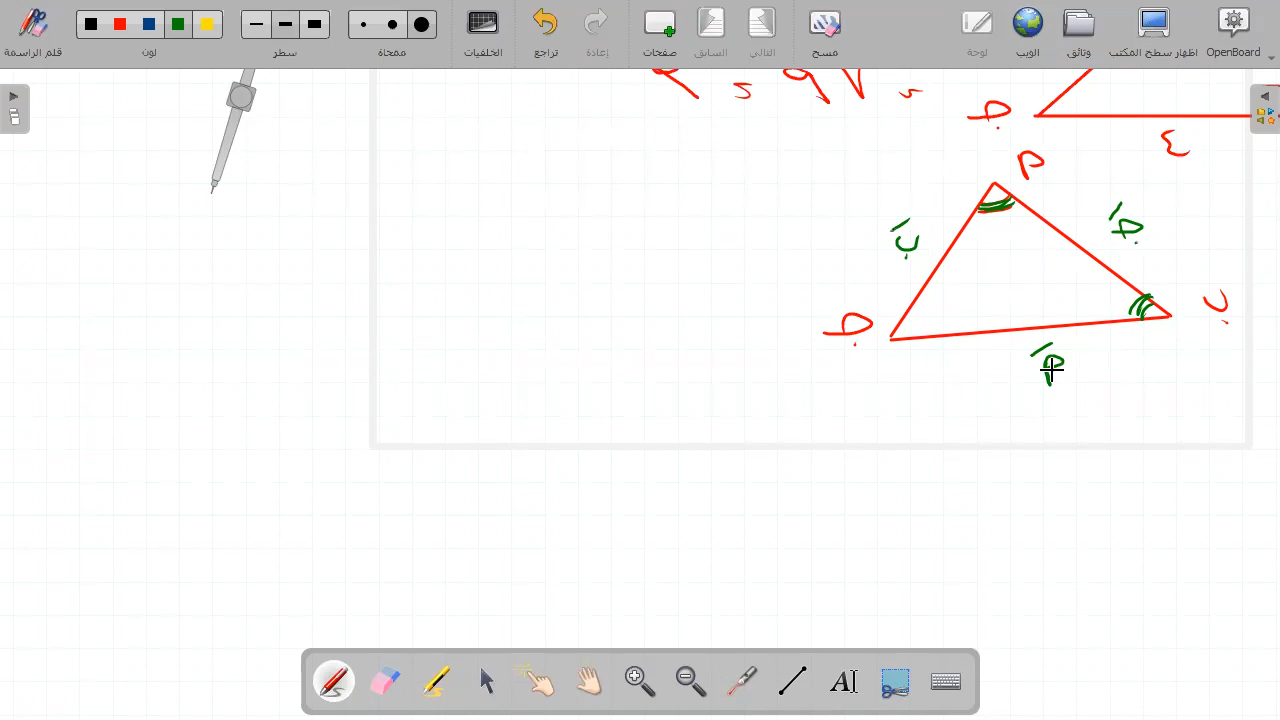 قلم الراسمة لون سطر ممحاة الخلفيات تراجع إعادة صفحات السابق التالي مسح لوحة الويب وثائق اظهار سطح المكتب OpenBoard
جـ
٤
م
بَ
جـَ
جـ
ب
مَ
A